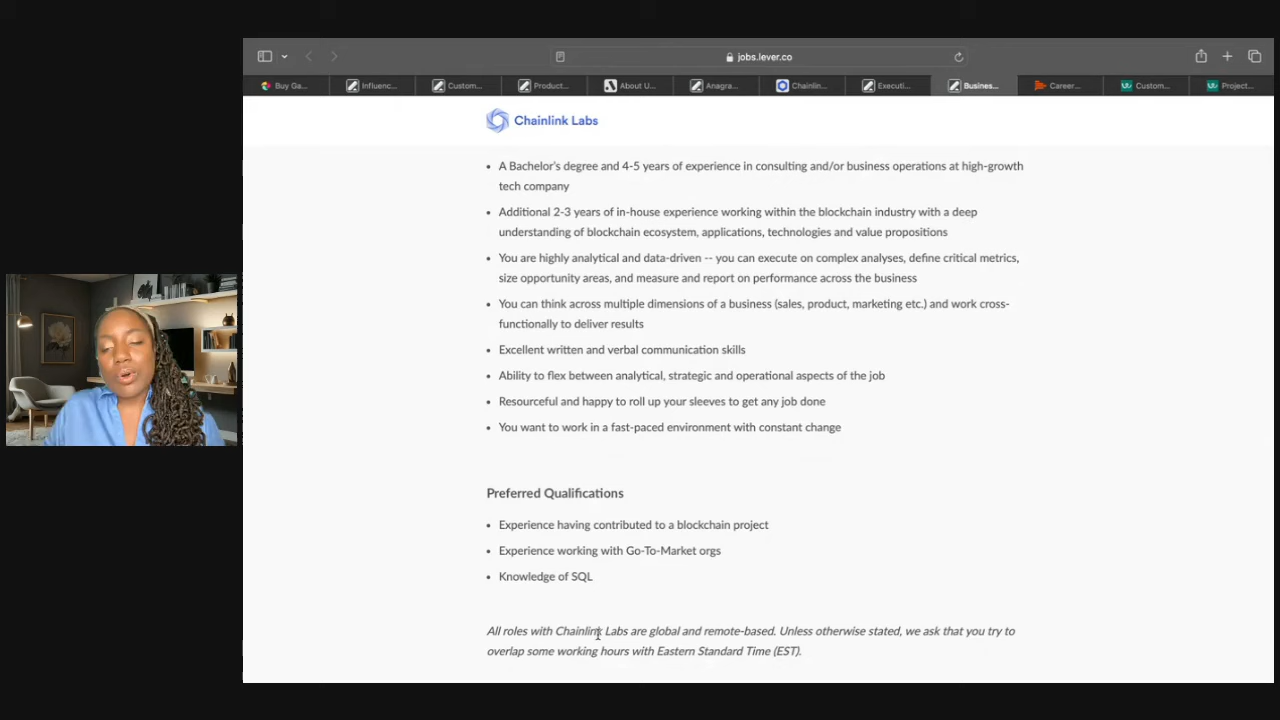 jobs.lever.co
Buy Ga...
Influenc...
Custom...
Product...
About U...
Anagra...
Chainlin...
Executi...
Busines...
Career...
Custom...
Project...
Chainlink Labs
• A Bachelor's degree and 4-5 years of experience in consulting and/or business operations at high-growth
tech company
• Additional 2-3 years of in-house experience working within the blockchain industry with a deep
understanding of blockchain ecosystem, applications, technologies and value propositions
• You are highly analytical and data-driven -- you can execute on complex analyses, define critical metrics,
size opportunity areas, and measure and report on performance across the business
• You can think across multiple dimensions of a business (sales, product, marketing etc.) and work cross-
functionally to deliver results
• Excellent written and verbal communication skills
• Ability to flex between analytical, strategic and operational aspects of the job
• Resourceful and happy to roll up your sleeves to get any job done
• You want to work in a fast-paced environment with constant change
Preferred Qualifications
• Experience having contributed to a blockchain project
• Experience working with Go-To-Market orgs
• Knowledge of SQL
All roles with Chainlink Labs are global and remote-based. Unless otherwise stated, we ask that you try to
overlap some working hours with Eastern Standard Time (EST).